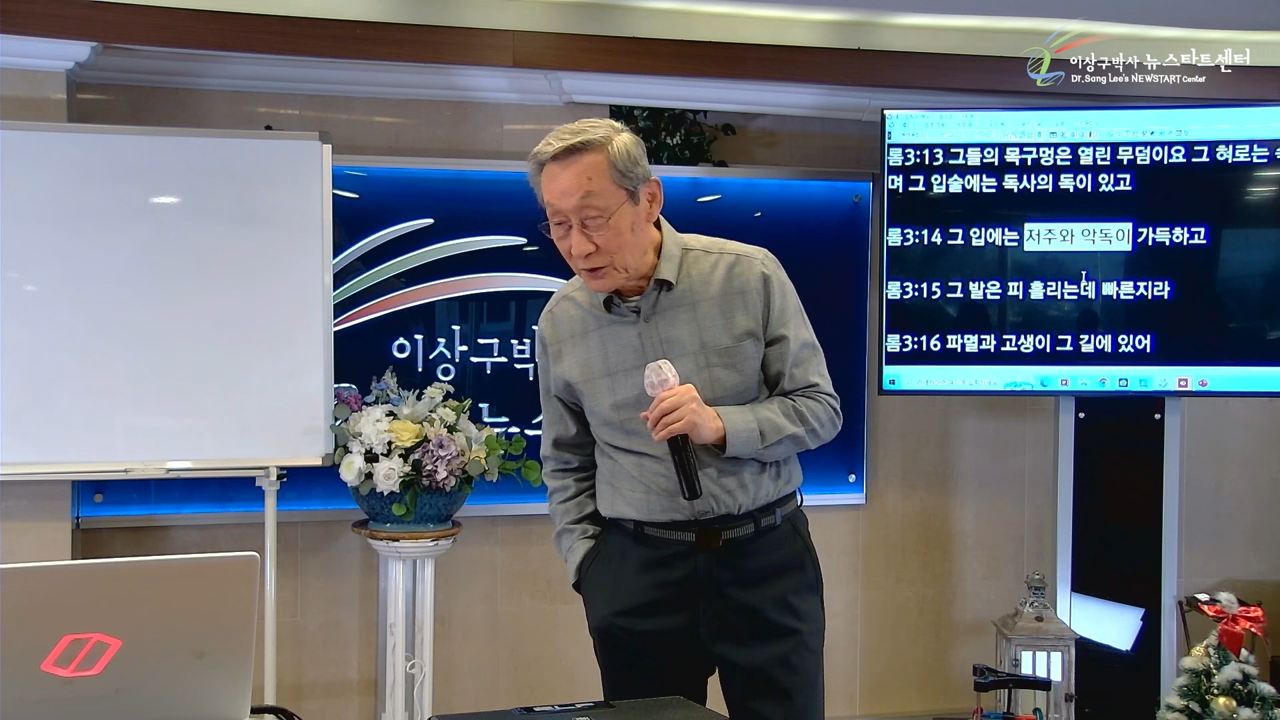 이상구박사 뉴스타트센터
Dr. Sang Lee's NEWSTART Center
롬3:13 그들의 목구멍은 열린 무덤이요 그 혀로는
며 그 입술에는 독사의 독이 있고
롬3:14 그 입에는 저주와 악독이 가득하고
롬3:15 그 발은 피 흘리는데 빠른지라
롬3:16 파멸과 고생이 그 길에 있어
이상구박
뉴스